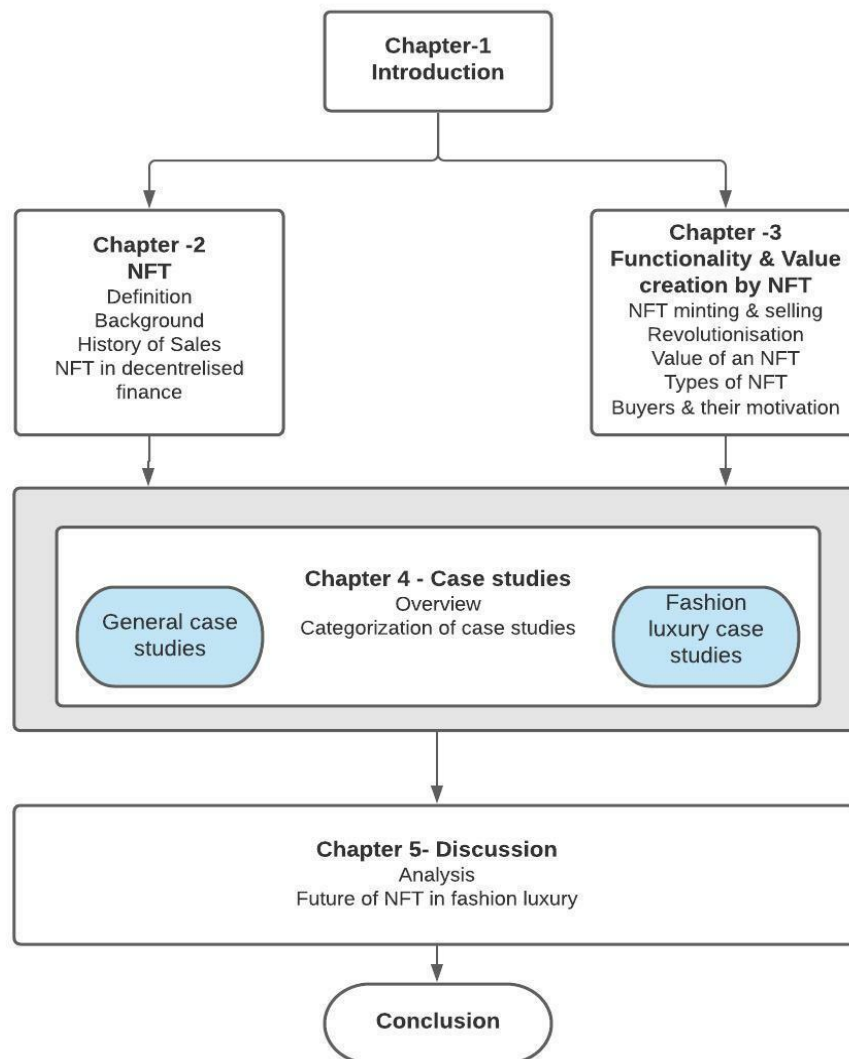 Chapter-1
Introduction
Chapter -2
NFT
Definition
Background
History of Sales
NFT in decentrelised
finance
Chapter -3
Functionality & Value
creation by NFT
NFT minting & selling
Revolutionisation
Value of an NFT
Types of NFT
Buyers & their motivation
Chapter 4 - Case studies
Overview
Categorization of case studies
General case
studies
Fashion
luxury case
studies
Chapter 5- Discussion
Analysis
Future of NFT in fashion luxury
Conclusion